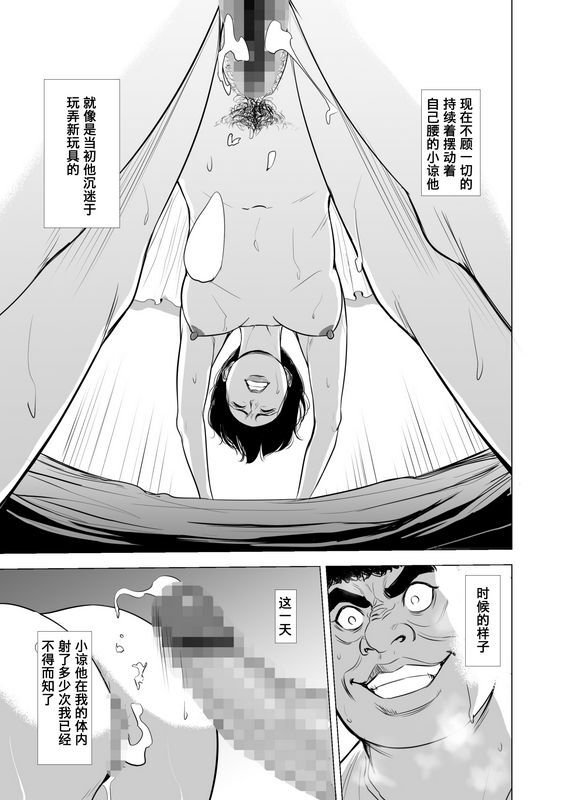 现在不顾一切的
持续着摆动着
自己腰的小谅他
就像是当初他沉迷于
玩弄新玩具的
时候的样子
这一天
小谅他在我的体内
射了多少次我已经
不得而知了